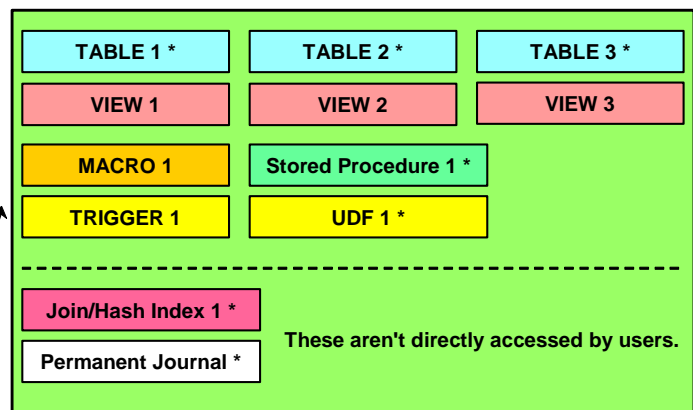 TABLE 1 * TABLE 2 * TABLE 3 *
VIEW 1 VIEW 2 VIEW 3
MACRO 1 Stored Procedure 1 *
TRIGGER 1 UDF 1 *
Join/Hash Index 1 *
These aren't directly accessed by users.
Permanent Journal *